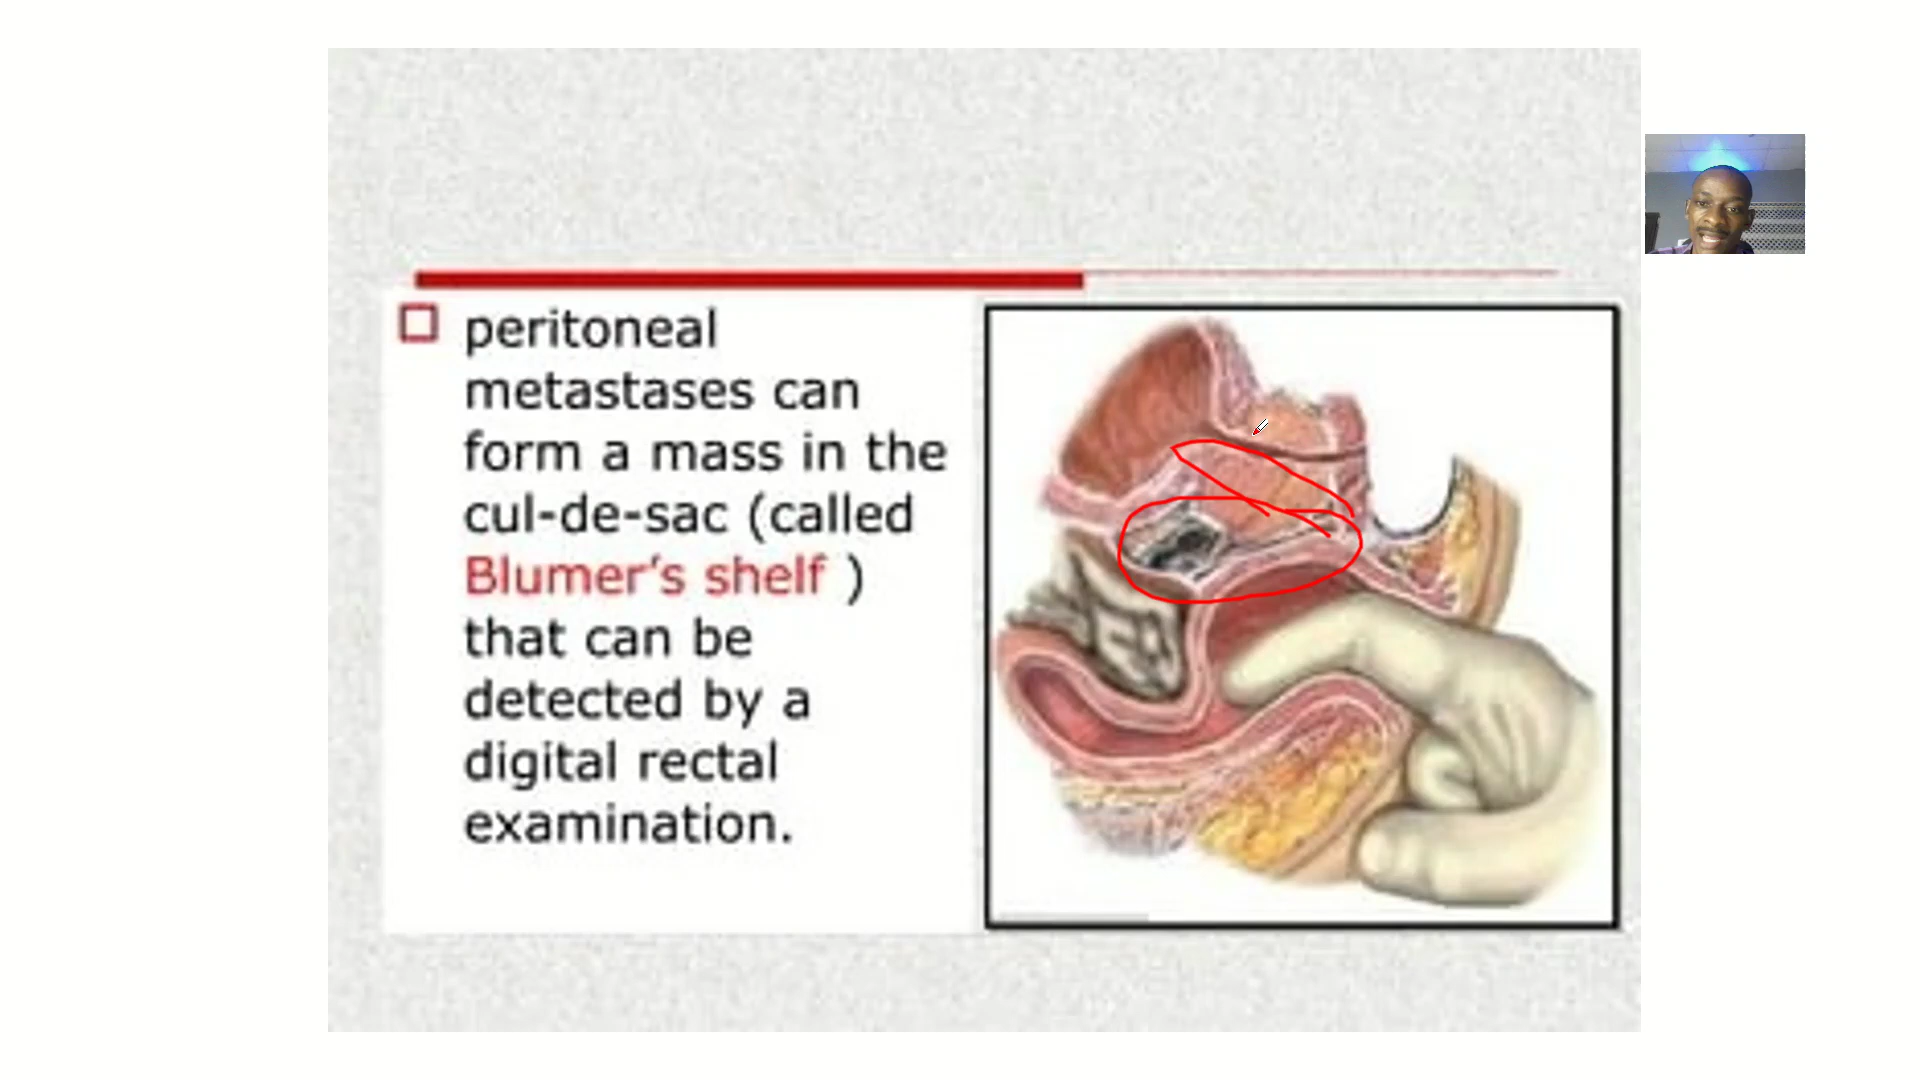 peritoneal
metastases can
form a mass in the
cul-de-sac (called
Blumer's shelf )
that can be
detected by a
digital rectal
examination.